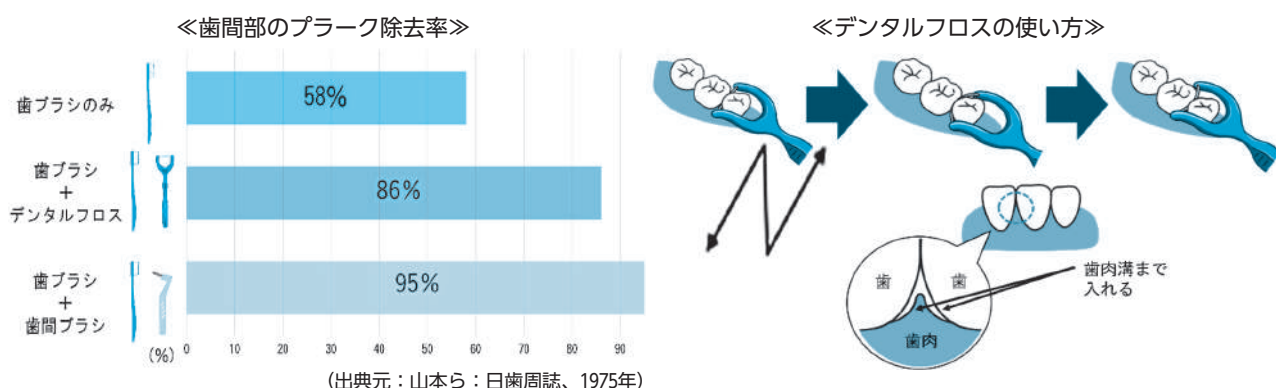 ≪歯間部のプラーク除去率≫
歯ブラシのみ
58%
歯ブラシ
+
デンタルフロス
86%
歯ブラシ
+
歯間ブラシ
95%
(%)
0 10 20 30 40 50 60 70 80 90
(出典元：山本ら：日歯周誌、1975年)
≪デンタルフロスの使い方≫
歯 歯
歯肉
歯肉溝まで
入れる